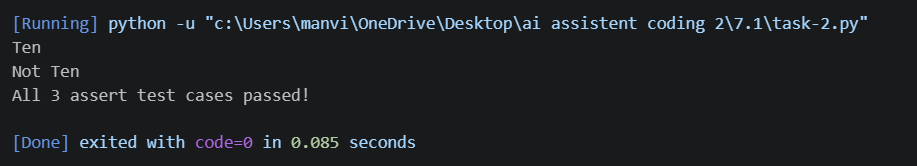 [Running] python -u "c:\Users\manvi\OneDrive\Desktop\ai assistent coding 2\7.1\task-2.py"
Ten
Not Ten
All 3 assert test cases passed!
[Done] exited with code=0 in 0.085 seconds